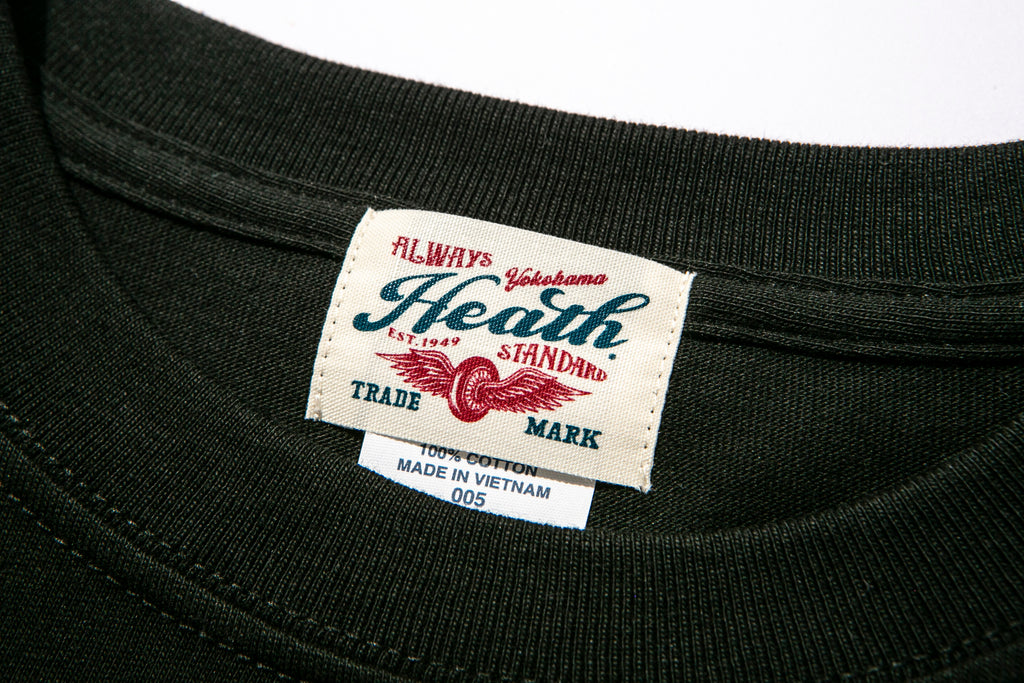 ALWAYS
Yokohama
Heath.
EST. 1949
STANDARD
TRADE
MARK
100% COTTON
MADE IN VIETNAM
005